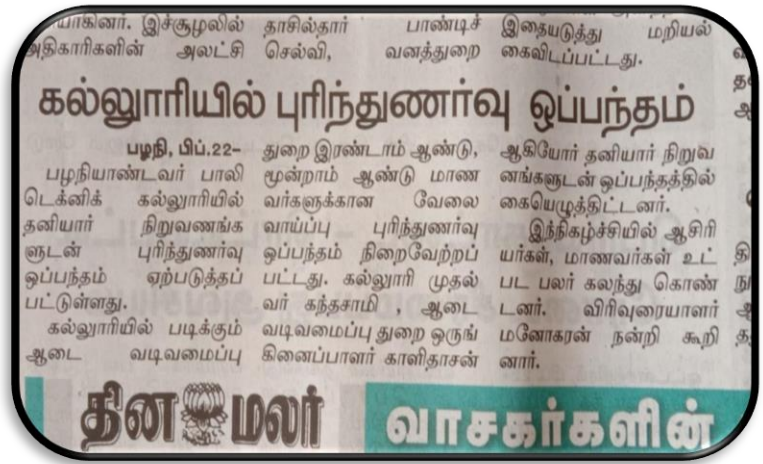 யாகினர். இச்சூழலில்
அதிகாரிகளின் அலட்சி
தாசில்தார் பாண்டிச்
செல்வி, வனத்துறை
இதையடுத்து மறியல்
கைவிடப்பட்டது.
கல்லுாரியில் புரிந்துணர்வு ஒப்பந்தம்
பழநி, பிப்.22-
பழநியாண்டவர் பாலி
டெக்னிக் கல்லுாரியில்
தனியார் நிறுவணங்க
ளுடன் புரிந்துணர்வு
ஒப்பந்தம் ஏற்படுத்தப்
பட்டுள்ளது.
கல்லுாரியில் படிக்கும்
ஆடை வடிவமைப்பு
துறை இரண்டாம் ஆண்டு,
மூன்றாம் ஆண்டு மாண
வர்களுக்கான வேலை
வாய்ப்பு புரிந்துணர்வு
ஒப்பந்தம் நிறைவேற்றப்
பட்டது. கல்லுாரி முதல்
வர் கந்தசாமி , ஆடை
வடிவமைப்பு துறை ஒருங்
கினைப்பாளர் காளிதாசன்
ஆகியோர் தனியார் நிறுவ
னங்களுடன் ஒப்பந்தத்தில்
கையெழுத்திட்டனர்.
இந்நிகழ்ச்சியில் ஆசிரி
யர்கள், மாணவர்கள் உட்
பட பலர் கலந்து கொண்
டனர். விரிவுரையாளர்
மனோகரன் நன்றி கூறி
னார்.
தின மலர்
வாசகர்களின்